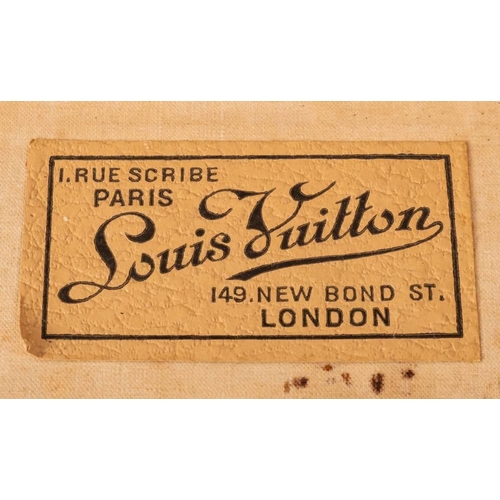 1. RUE SCRIBE
PARIS
Louis Vuitton
149. NEW BOND ST.
LONDON